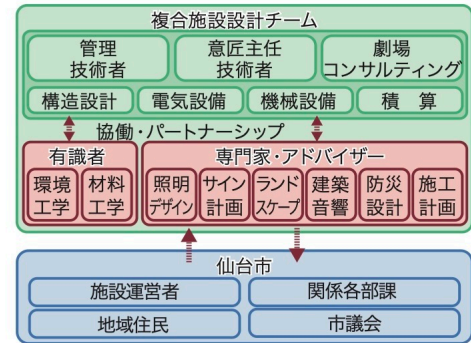 複合施設設計チーム
管理
技術者
意匠主任
技術者
劇場
コンサルティング
構造設計
電気設備
機械設備
積 算
協働・パートナーシップ
有識者
環境
工学
材料
工学
専門家・アドバイザー
照明
デザイン
サイン
計画
ランド
スケープ
建築
音響
防災
設計
施工
計画
仙台市
施設運営者
関係各部課
地域住民
市議会